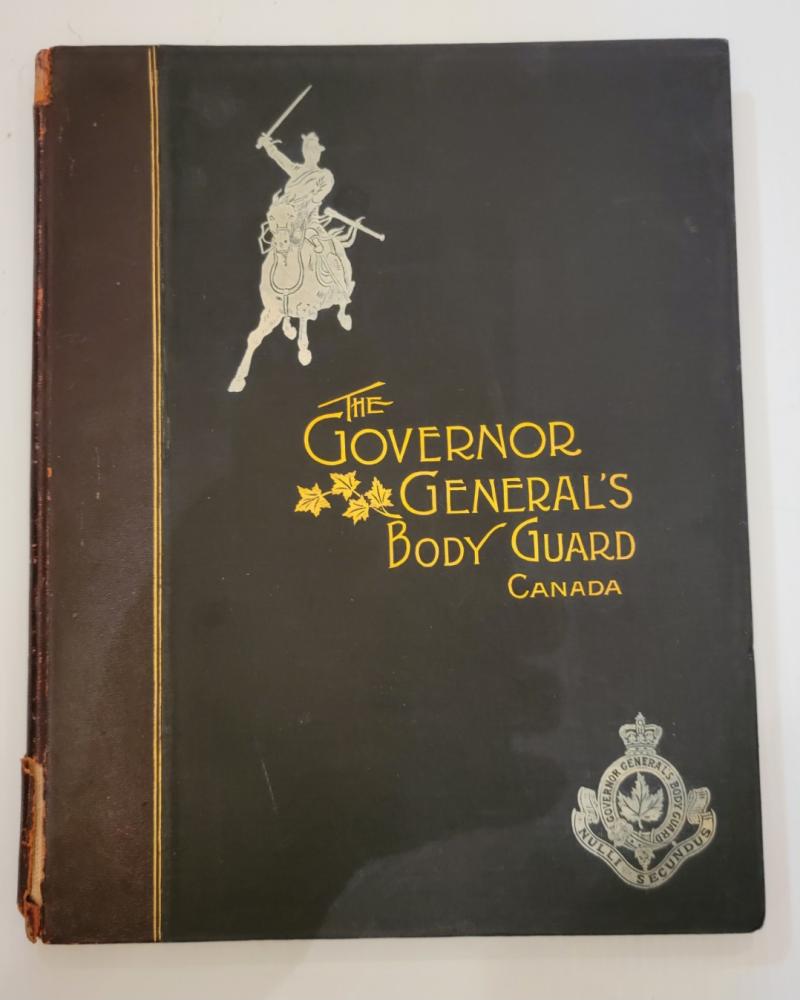 THE
GOVERNOR
GENERAL'S
BODY GUARD
CANADA
GOVERNOR GENERAL'S BODY GUARD
NULLI SECUNDUS